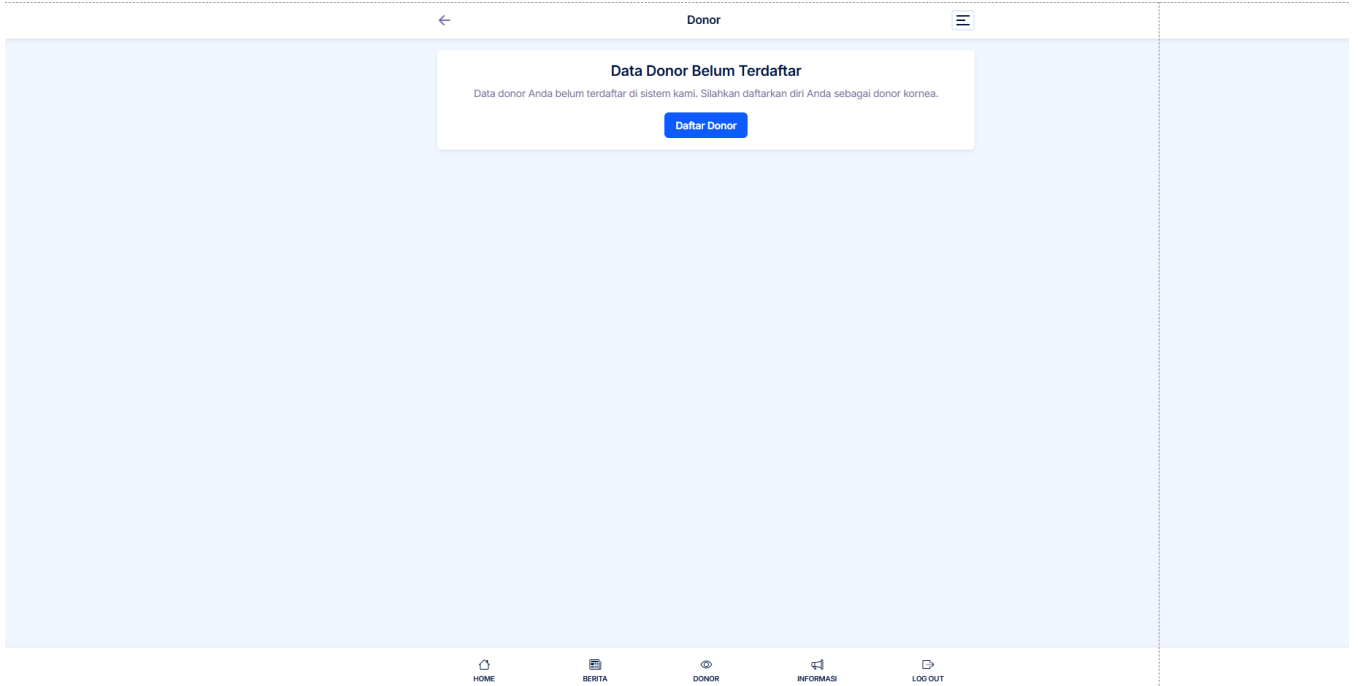 Donor
Data Donor Belum Terdaftar
Data donor Anda belum terdaftar di sistem kami. Silahkan daftarkan diri Anda sebagai donor kornea.
Daftar Donor
HOME
BERITA
DONOR
INFORMASI
LOG OUT